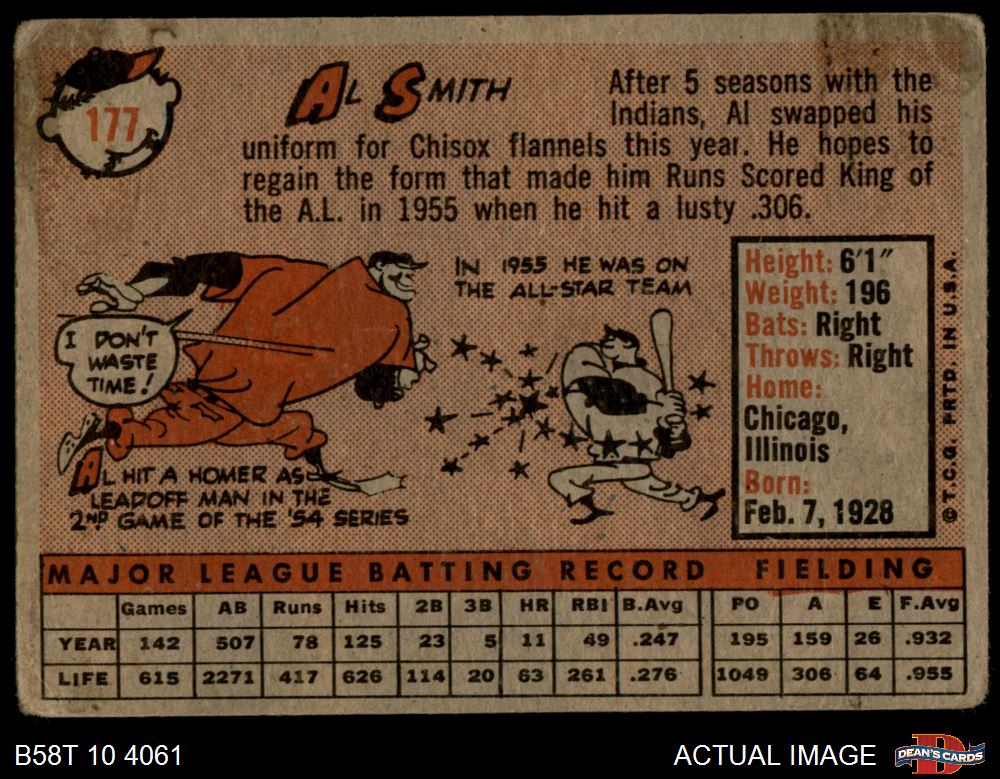 177
AL SMITH
After 5 seasons with the
Indians, Al swapped his
uniform for Chisox flannels this year. He hopes to
regain the form that made him Runs Scored King of
the A.L. in 1955 when he hit a lusty .306.
I DON'T
WASTE
TIME!
AL HIT A HOMER AS
LEADOFF MAN IN THE
2ND GAME OF THE '54 SERIES
IN 1955 HE WAS ON
THE ALL-STAR TEAM
Height: 6'1"
Weight: 196
Bats: Right
Throws: Right
Home:
Chicago,
Illinois
Born:
Feb. 7, 1928
© T.C.G. PRTD. IN U.S.A.
MAJOR LEAGUE BATTING RECORD FIELDING
Games AB Runs Hits 2B 3B HR RBI B.Avg PO A E F.Avg
YEAR 142 507 78 125 23 5 11 49 .247 195 159 26 .932
LIFE 615 2271 417 626 114 20 63 261 .276 1049 306 64 .955
B58T 10 4061
ACTUAL IMAGE
DEAN'S CARDS